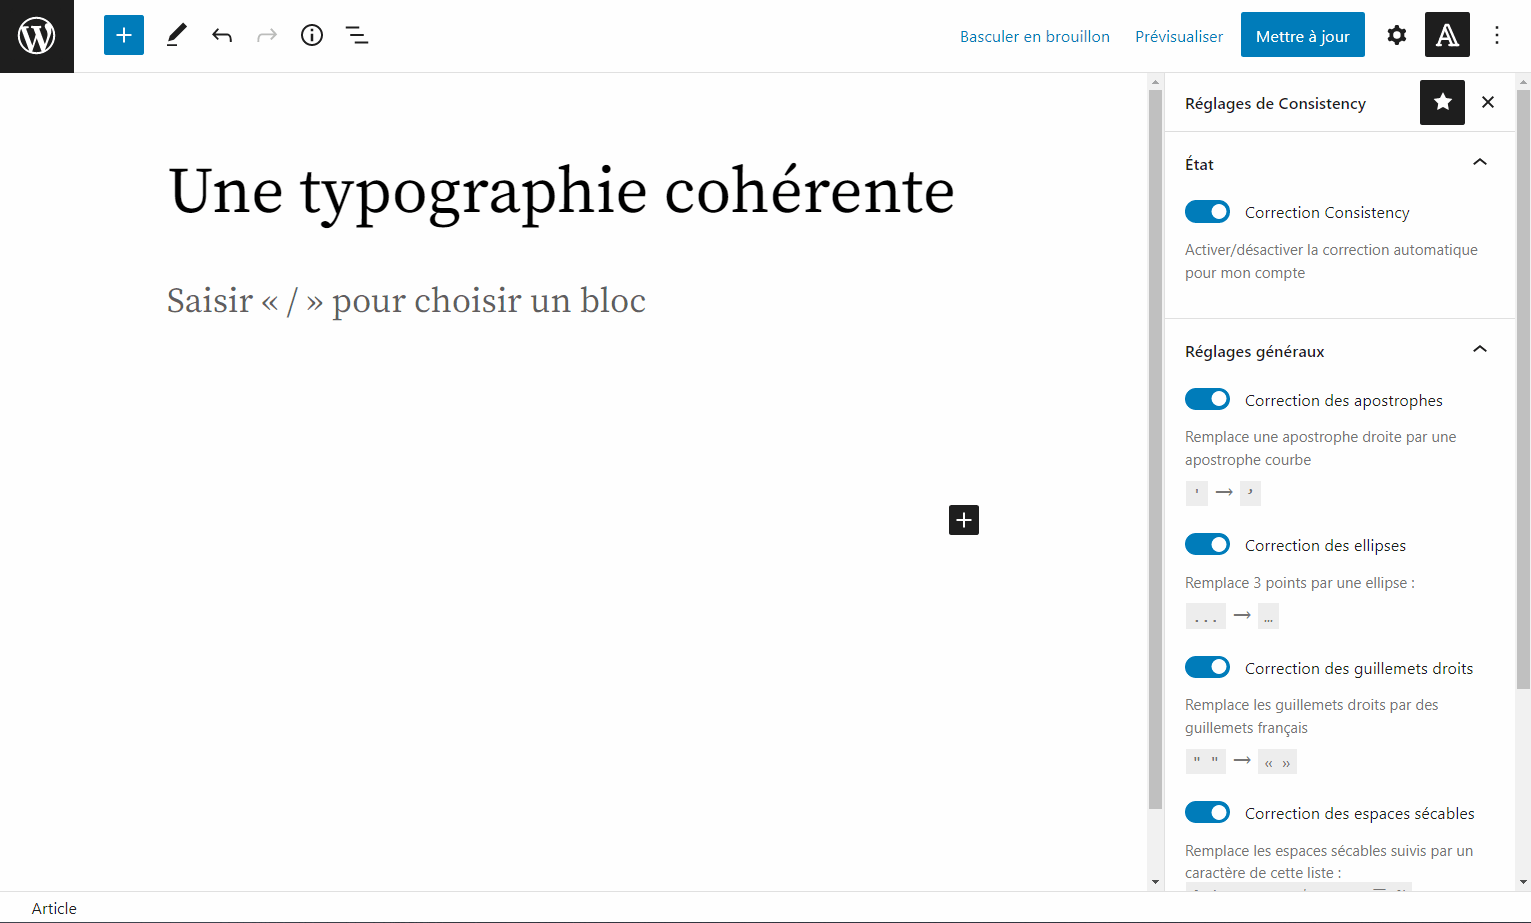 Basculer en brouillon
Prévisualiser
Mettre à jour
Une typographie cohérente
Saisir « / » pour choisir un bloc
Réglages de Consistency
État
Correction Consistency
Activer/désactiver la correction automatique
pour mon compte
Réglages généraux
Correction des apostrophes
Remplace une apostrophe droite par une
apostrophe courbe
' → ’
Correction des ellipses
Remplace 3 points par une ellipse :
... → …
Correction des guillemets droits
Remplace les guillemets droits par des
guillemets français
" " → « »
Correction des espaces sécables
Remplace les espaces sécables suivis par un
caractère de cette liste :
Article